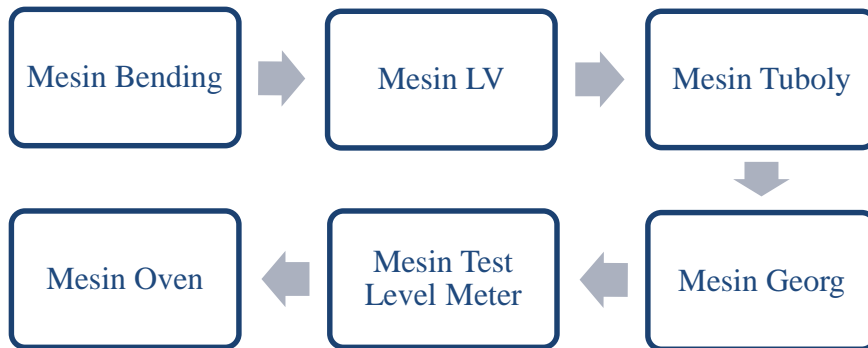 Mesin Bending
Mesin LV
Mesin Tuboly
Mesin Georg
Mesin Test
Level Meter
Mesin Oven